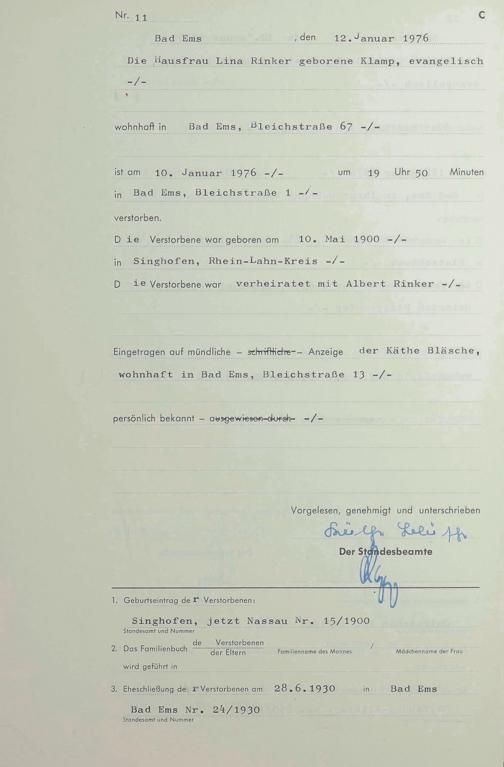 Nr. 11 C
Bad Ems , den 12. Januar 1976
Die Hausfrau Lina Rinker geborene Klamp, evangelisch
-/-
wohnhaft in Bad Ems, Bleichstraße 67 -/-
ist am 10. Januar 1976 -/- um 19 Uhr 50 Minuten
in Bad Ems, Bleichstraße 1 -/-
verstorben.
D ie Verstorbene war geboren am 10. Mai 1900 -/-
in Singhofen, Rhein-Lahn-Kreis -/-
D ie Verstorbene war verheiratet mit Albert Rinker -/-
Eingetragen auf mündliche – schriftliche – Anzeige der Käthe Bläsche,
wohnhaft in Bad Ems, Bleichstraße 13 -/-
persönlich bekannt – ausgewiesen durch -/-
Vorgelesen, genehmigt und unterschrieben
Der Standesbeamte
1. Geburtseintrag de r Verstorbenen:
Singhofen, jetzt Nassau Nr. 15/1900
Standesamt und Nummer
2. Das Familienbuch de Verstorbenen / der Eltern Familienname des Mannes / Mädchenname der Frau
wird geführt in
3. Eheschließung de r Verstorbenen am 28.6.1930 in Bad Ems
Bad Ems Nr. 24/1930
Standesamt und Nummer